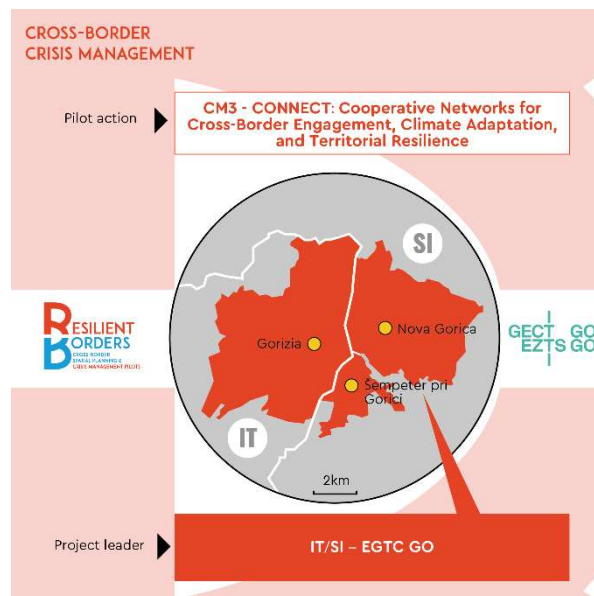 CROSS-BORDER
CRISIS MANAGEMENT
Pilot action
CM3 - CONNECT: Cooperative Networks for
Cross-Border Engagement, Climate Adaptation,
and Territorial Resilience
SI
RESILIENT
BORDERS
CROSS-BORDER
SPATIAL PLANNING &
CRISIS MANAGEMENT PILOTS
Gorizia
Nova Gorica
GECT GO
EZTS GO
Šempeter pri
Gorici
IT
2km
Project leader
IT/SI – EGTC GO